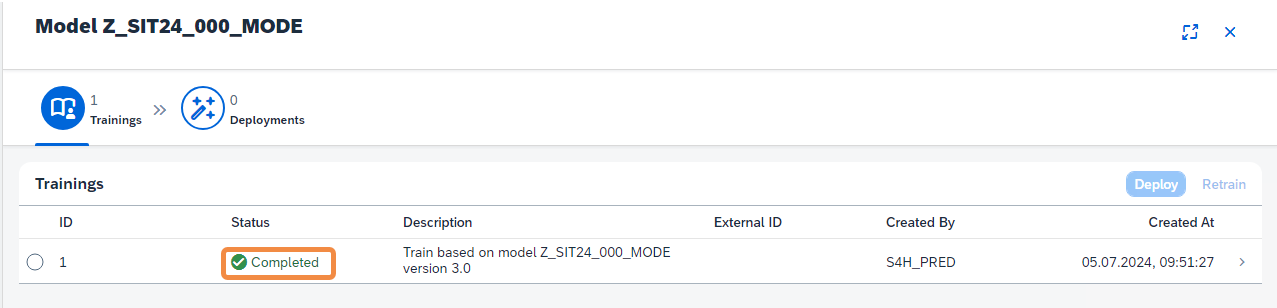 Model Z_SIT24_000_MODE
1
Trainings
0
Deployments
Trainings
Deploy Retrain
ID Status Description External ID Created By Created At
1 Completed Train based on model Z_SIT24_000_MODE S4H_PRED 05.07.2024, 09:51:27
version 3.0